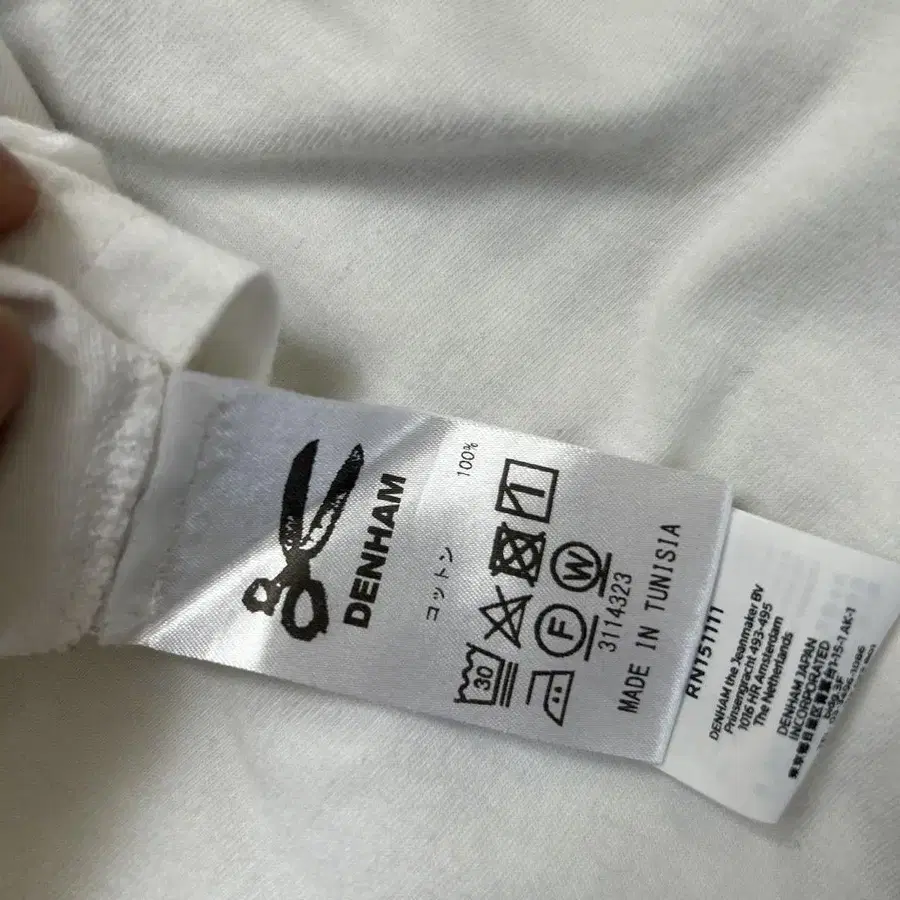 DENHAM
コットン 100%
30
F
W
3114323
MADE IN TUNISIA
RN151111
DENHAM the Jeanmaker BV
Prinsengracht 493-495
1016 HR Amsterdam
The Netherlands
DENHAM JAPAN
INCORPORATED